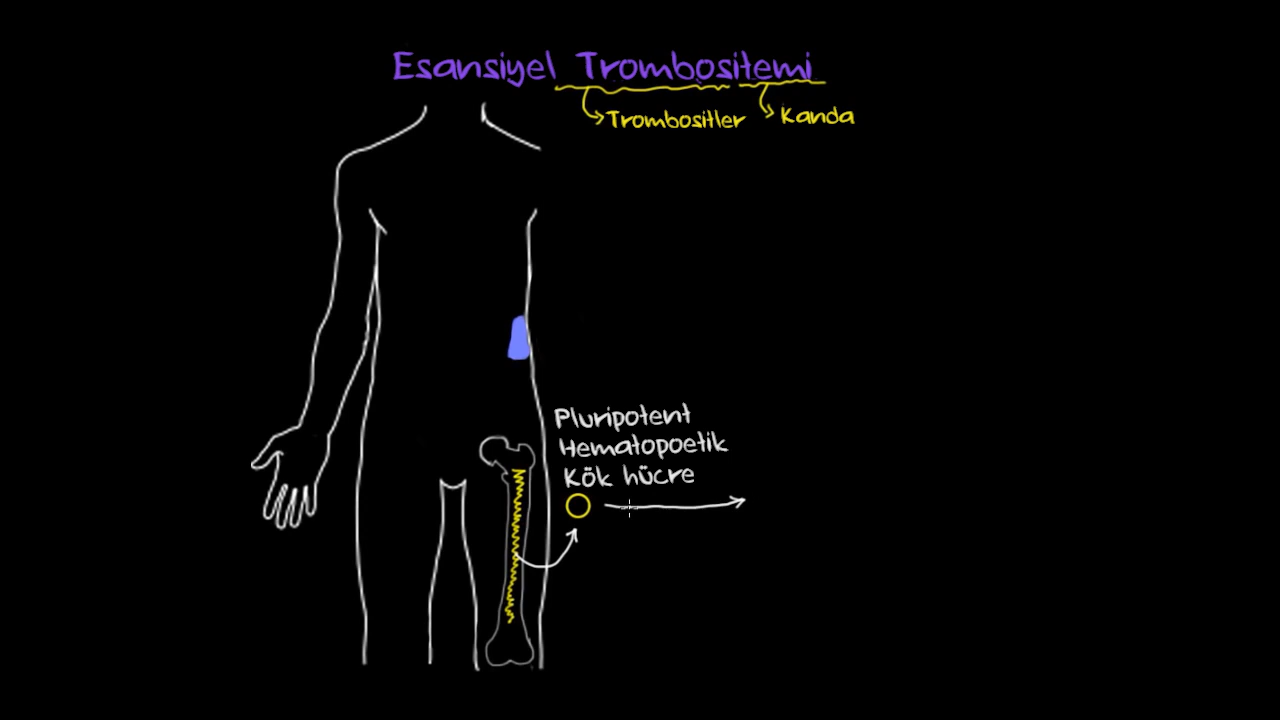 Esansiyel Trombositemi
Trombositler
Kanda
Pluripotent
Hematopoetik
Kök hücre